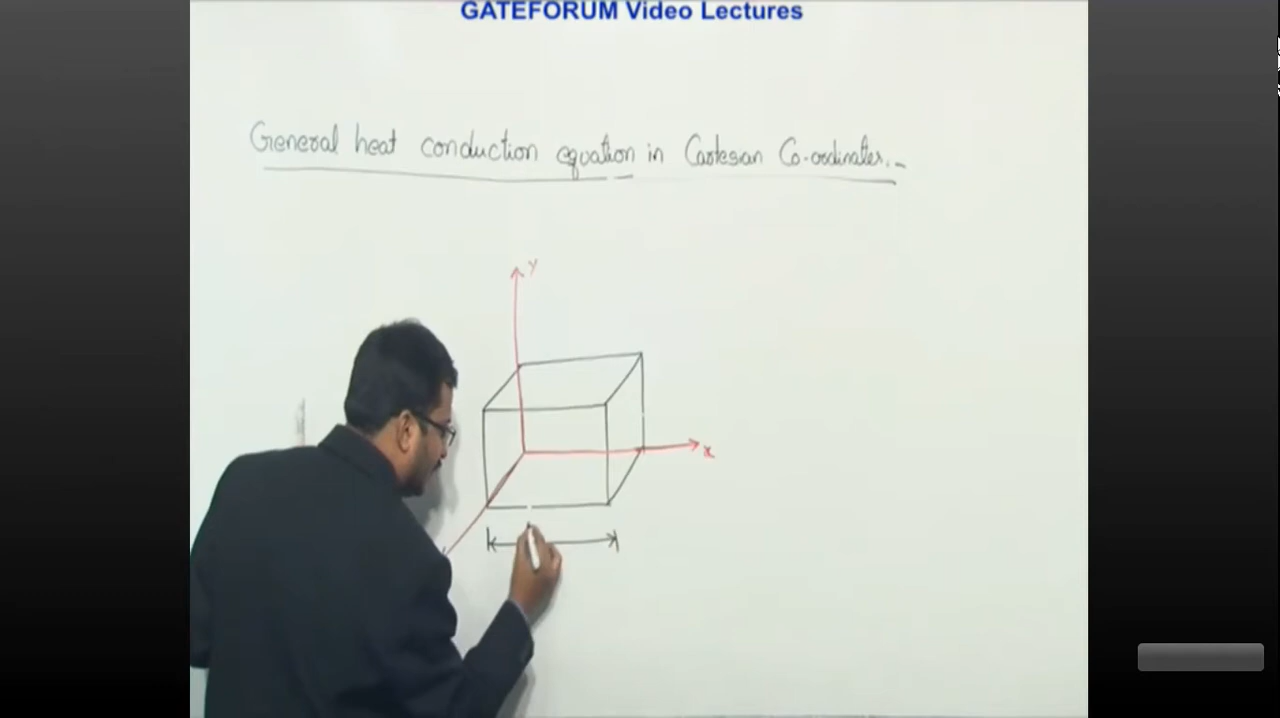 GATEFORUM Video Lectures
General heat conduction equation in Cartesian Co-ordinates.
Y
x